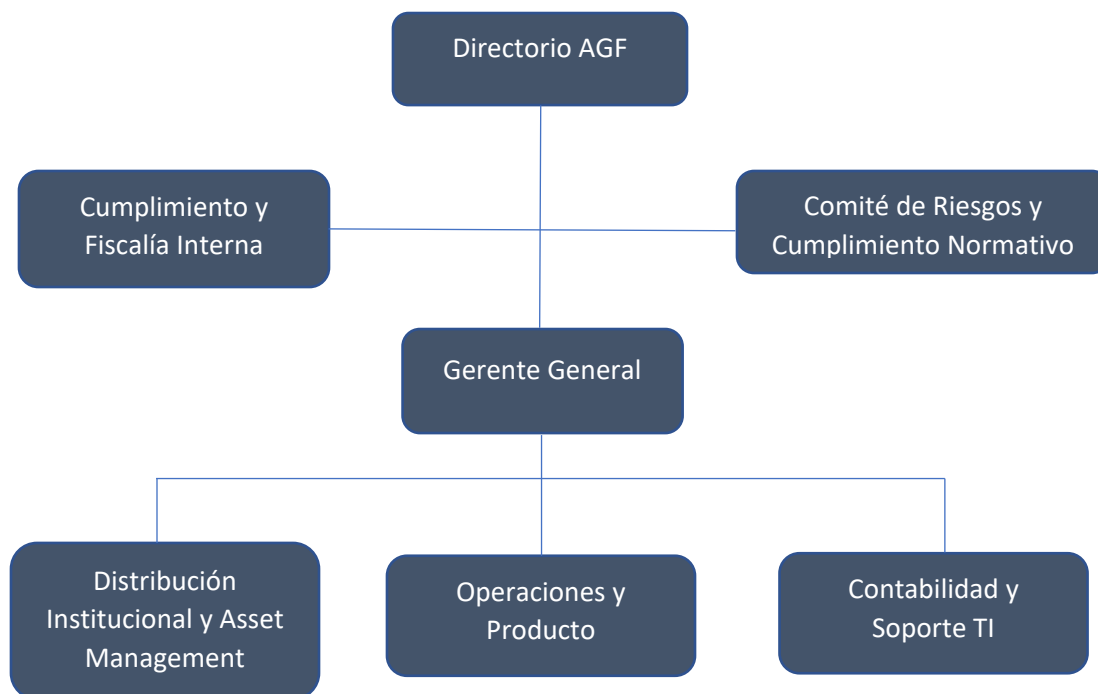 Directorio AGF
Cumplimiento y
Fiscalía Interna
Comité de Riesgos y
Cumplimiento Normativo
Gerente General
Distribución
Institucional y Asset
Management
Operaciones y
Producto
Contabilidad y
Soporte TI